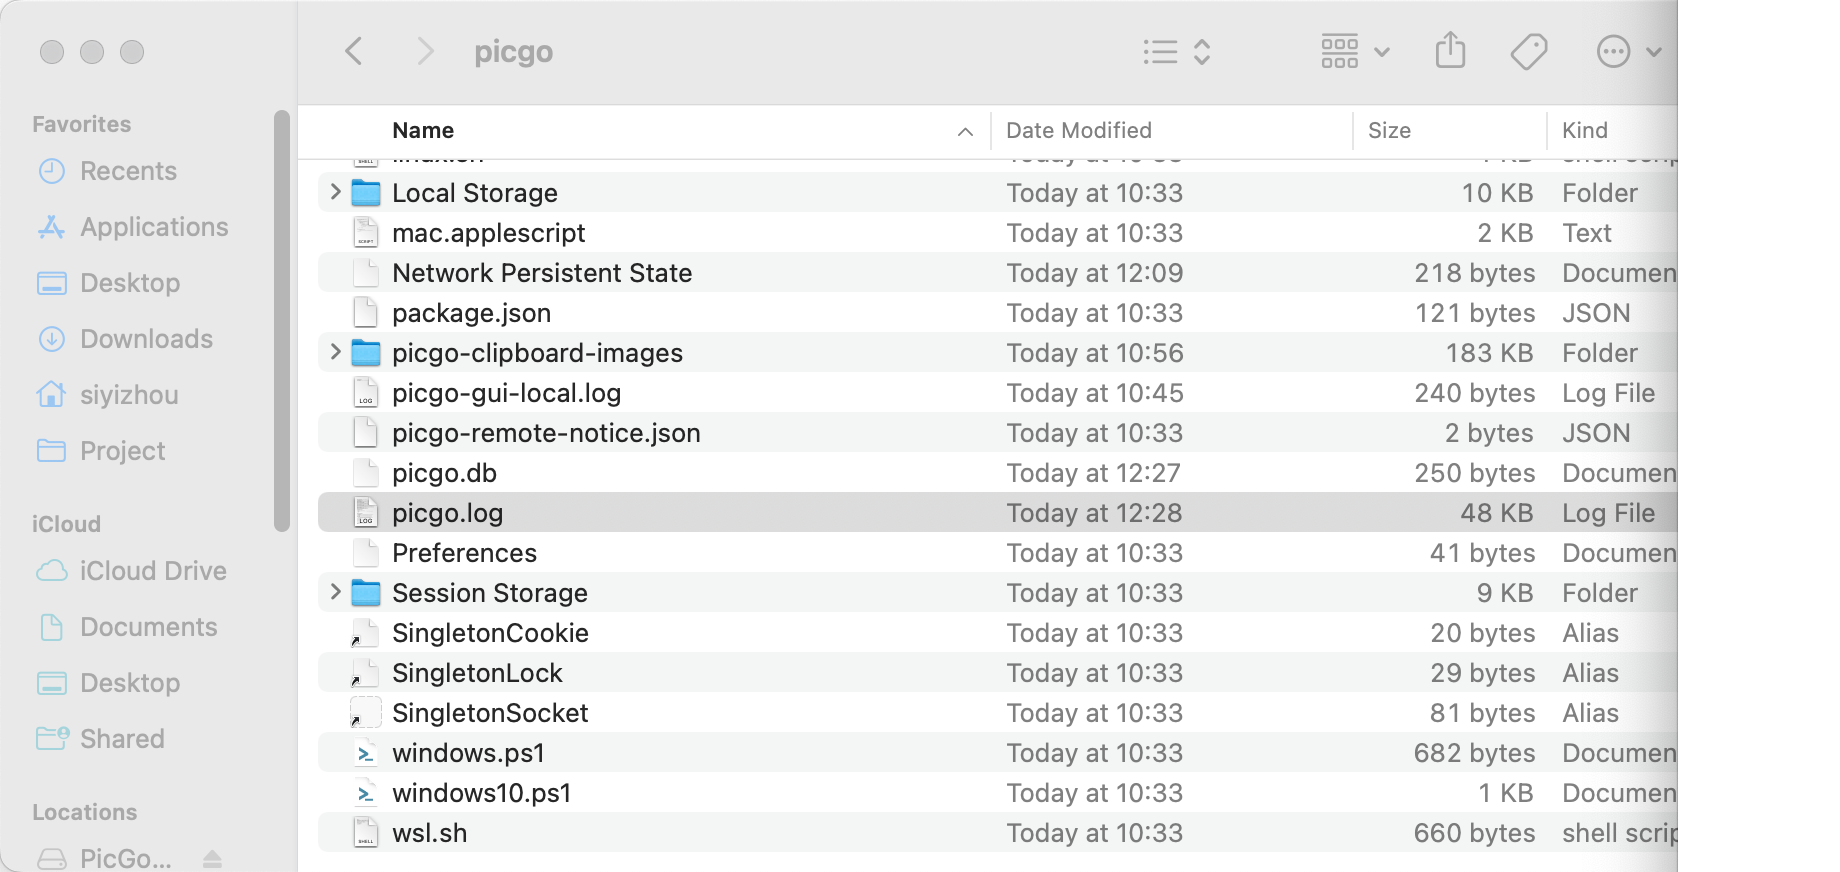 picgo
Favorites
Recents
Applications
Desktop
Downloads
siyizhou
Project
iCloud
iCloud Drive
Documents
Desktop
Shared
Locations
PicGo...
Name Date Modified Size Kind
Local Storage Today at 10:33 10 KB Folder
mac.applescript Today at 10:33 2 KB Text
Network Persistent State Today at 12:09 218 bytes Documen
package.json Today at 10:33 121 bytes JSON
picgo-clipboard-images Today at 10:56 183 KB Folder
picgo-gui-local.log Today at 10:45 240 bytes Log File
picgo-remote-notice.json Today at 10:33 2 bytes JSON
picgo.db Today at 12:27 250 bytes Documen
picgo.log Today at 12:28 48 KB Log File
Preferences Today at 10:33 41 bytes Documen
Session Storage Today at 10:33 9 KB Folder
SingletonCookie Today at 10:33 20 bytes Alias
SingletonLock Today at 10:33 29 bytes Alias
SingletonSocket Today at 10:33 81 bytes Alias
windows.ps1 Today at 10:33 682 bytes Documen
windows10.ps1 Today at 10:33 1 KB Documen
wsl.sh Today at 10:33 660 bytes shell scrip